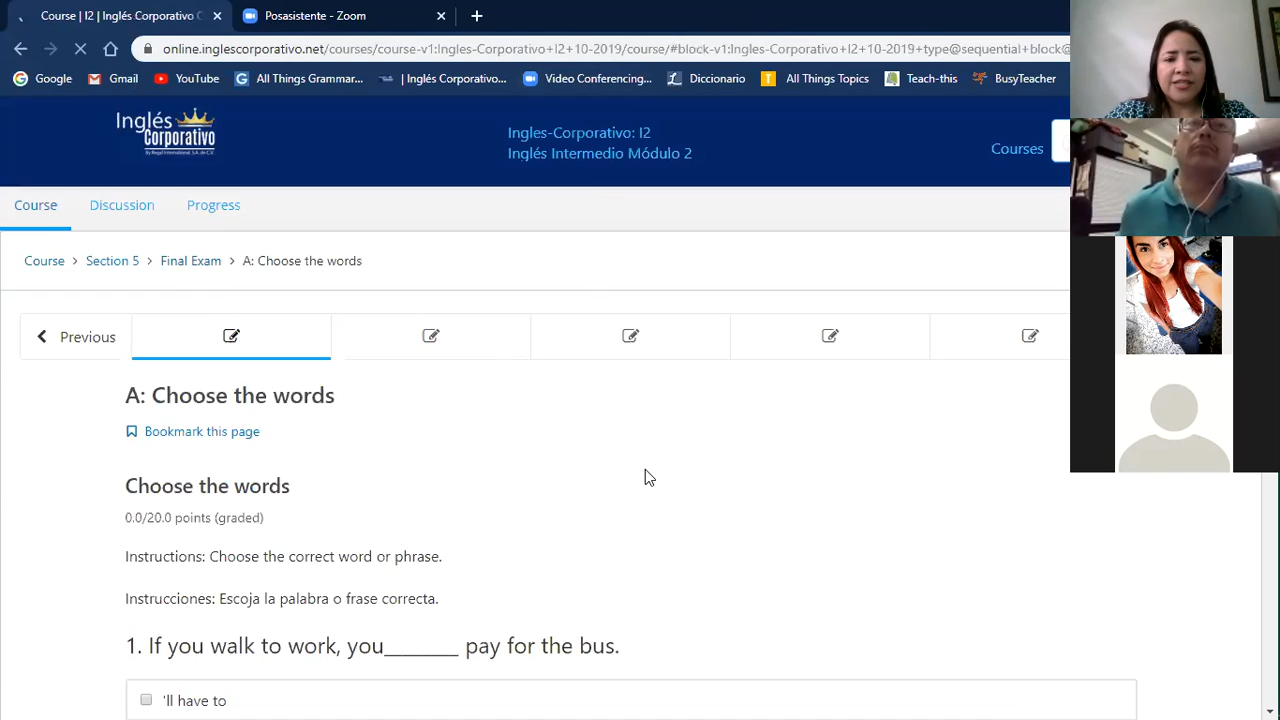 Course | I2 | Inglés Corporativo C
Posasistente - Zoom
online.inglescorporativo.net/courses/course-v1:Ingles-Corporativo+I2+10-2019/course/#block-v1:Ingles-Corporativo+I2+10-2019+type@sequential+block@
Google
Gmail
YouTube
All Things Grammar...
| Inglés Corporativo...
Video Conferencing...
Diccionario
All Things Topics
Teach-this
BusyTeacher
Inglés
Corporativo
By Regal International, S.A. de C.V.
Ingles-Corporativo: I2
Inglés Intermedio Módulo 2
Courses
Course
Discussion
Progress
Course > Section 5 > Final Exam > A: Choose the words
Previous
A: Choose the words
Bookmark this page
Choose the words
0.0/20.0 points (graded)
Instructions: Choose the correct word or phrase.
Instrucciones: Escoja la palabra o frase correcta.
1. If you walk to work, you_______ pay for the bus.
'll have to